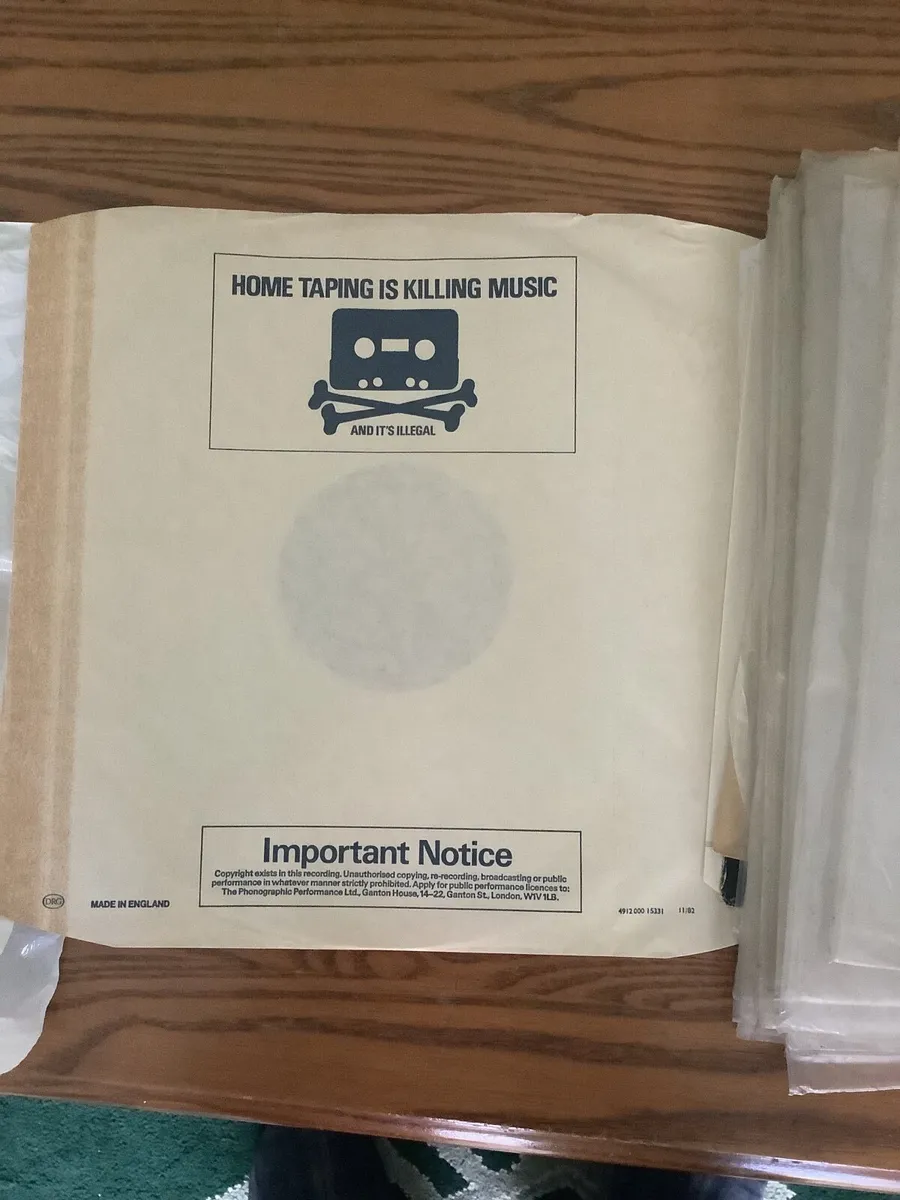 HOME TAPING IS KILLING MUSIC
AND IT'S ILLEGAL
Important Notice
Copyright exists in this recording. Unauthorised copying, re-recording, broadcasting or public
performance in whatever manner strictly prohibited. Apply for public performance licences to:
The Phonographic Performance Ltd., Ganton House, 14–22, Ganton St., London, W1V 1LB.
DRG
MADE IN ENGLAND
4912 000 15331 11/82